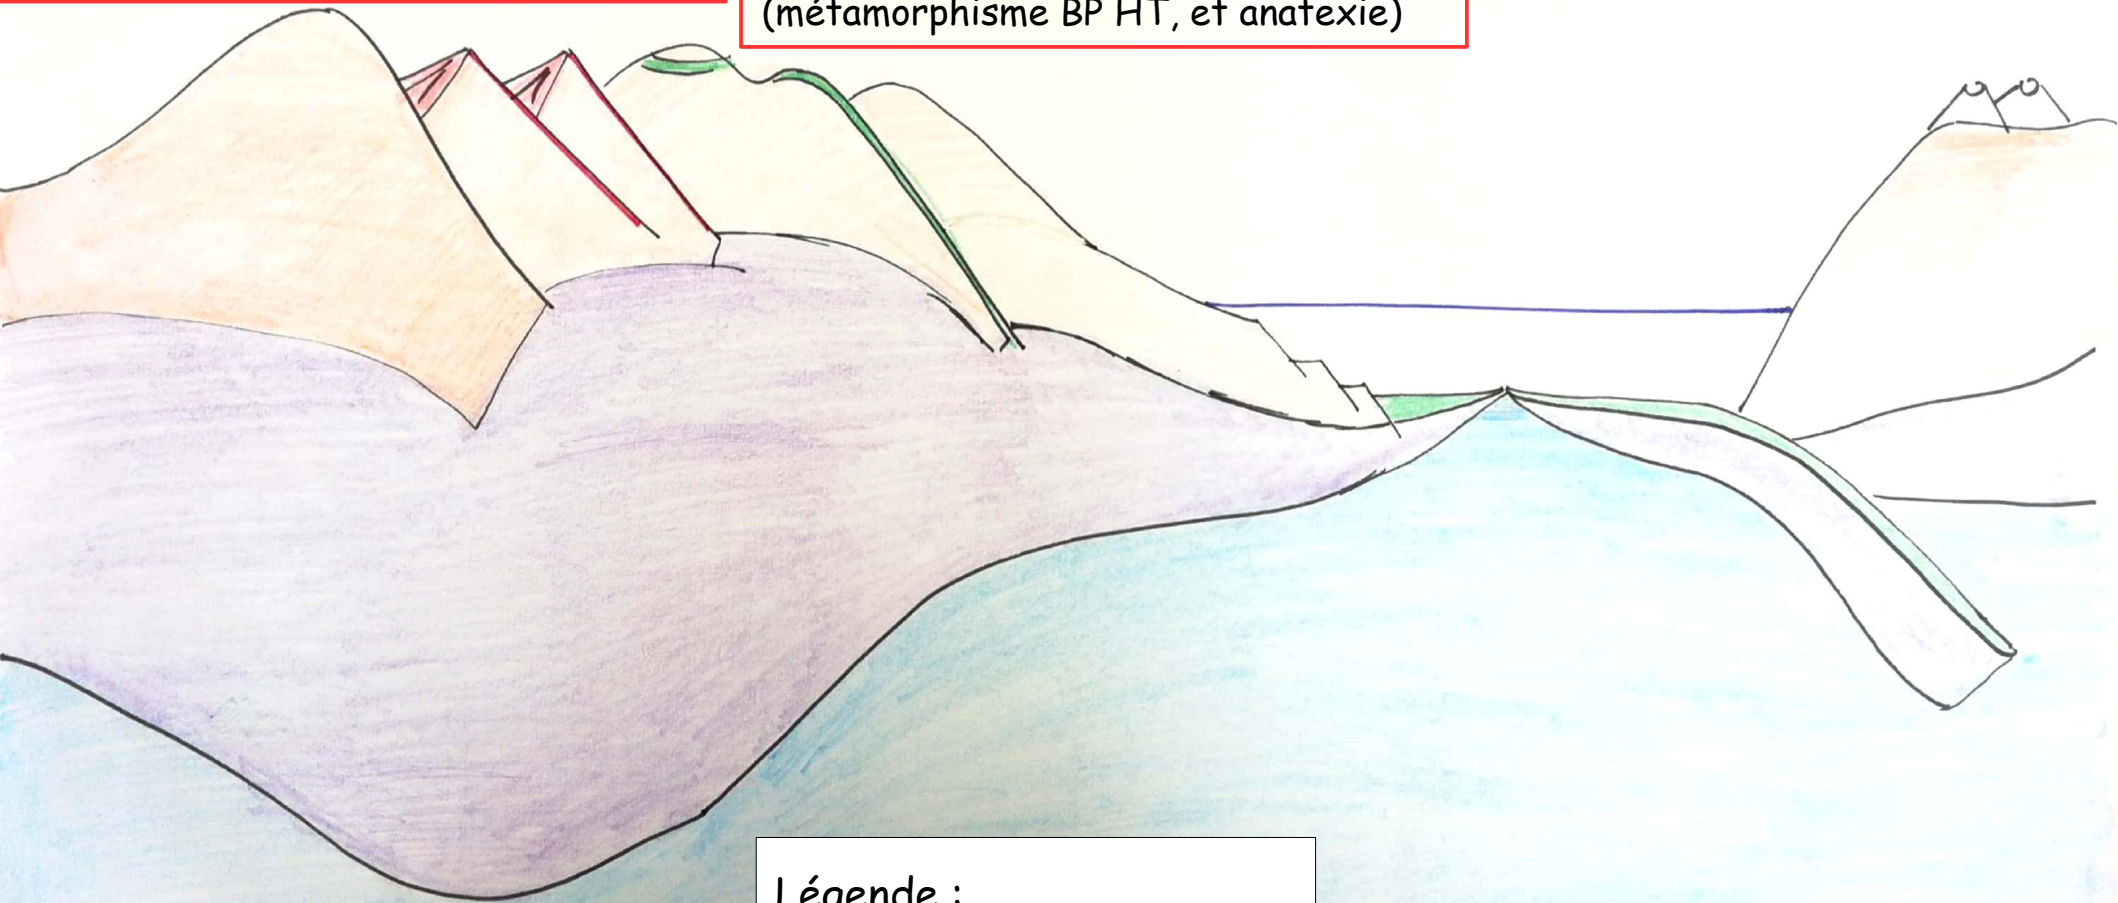 (métamorphisme BP HT, et anatexie)
Légende :